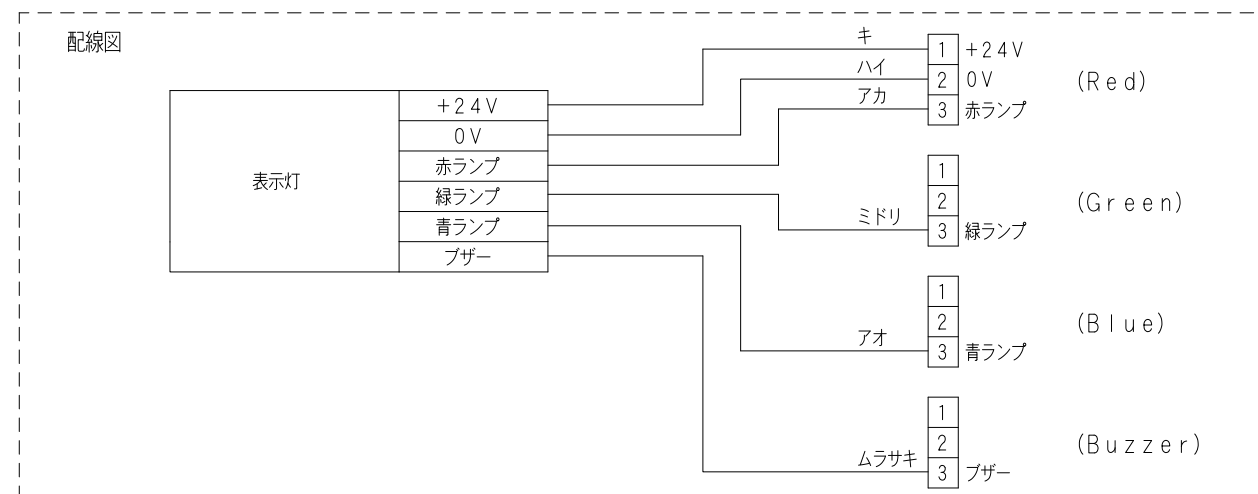 配線図
表示灯
+24V
0V
赤ランプ
緑ランプ
青ランプ
ブザー
キ
ハイ
アカ
1 +24V
2 0V
3 赤ランプ
(Red)
ミドリ
1
2
3 緑ランプ
(Green)
アオ
1
2
3 青ランプ
(Blue)
ムラサキ
1
2
3 ブザー
(Buzzer)